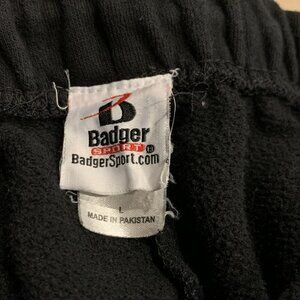 B
Badger
SPORT
BadgerSport.com
L
MADE IN PAKISTAN